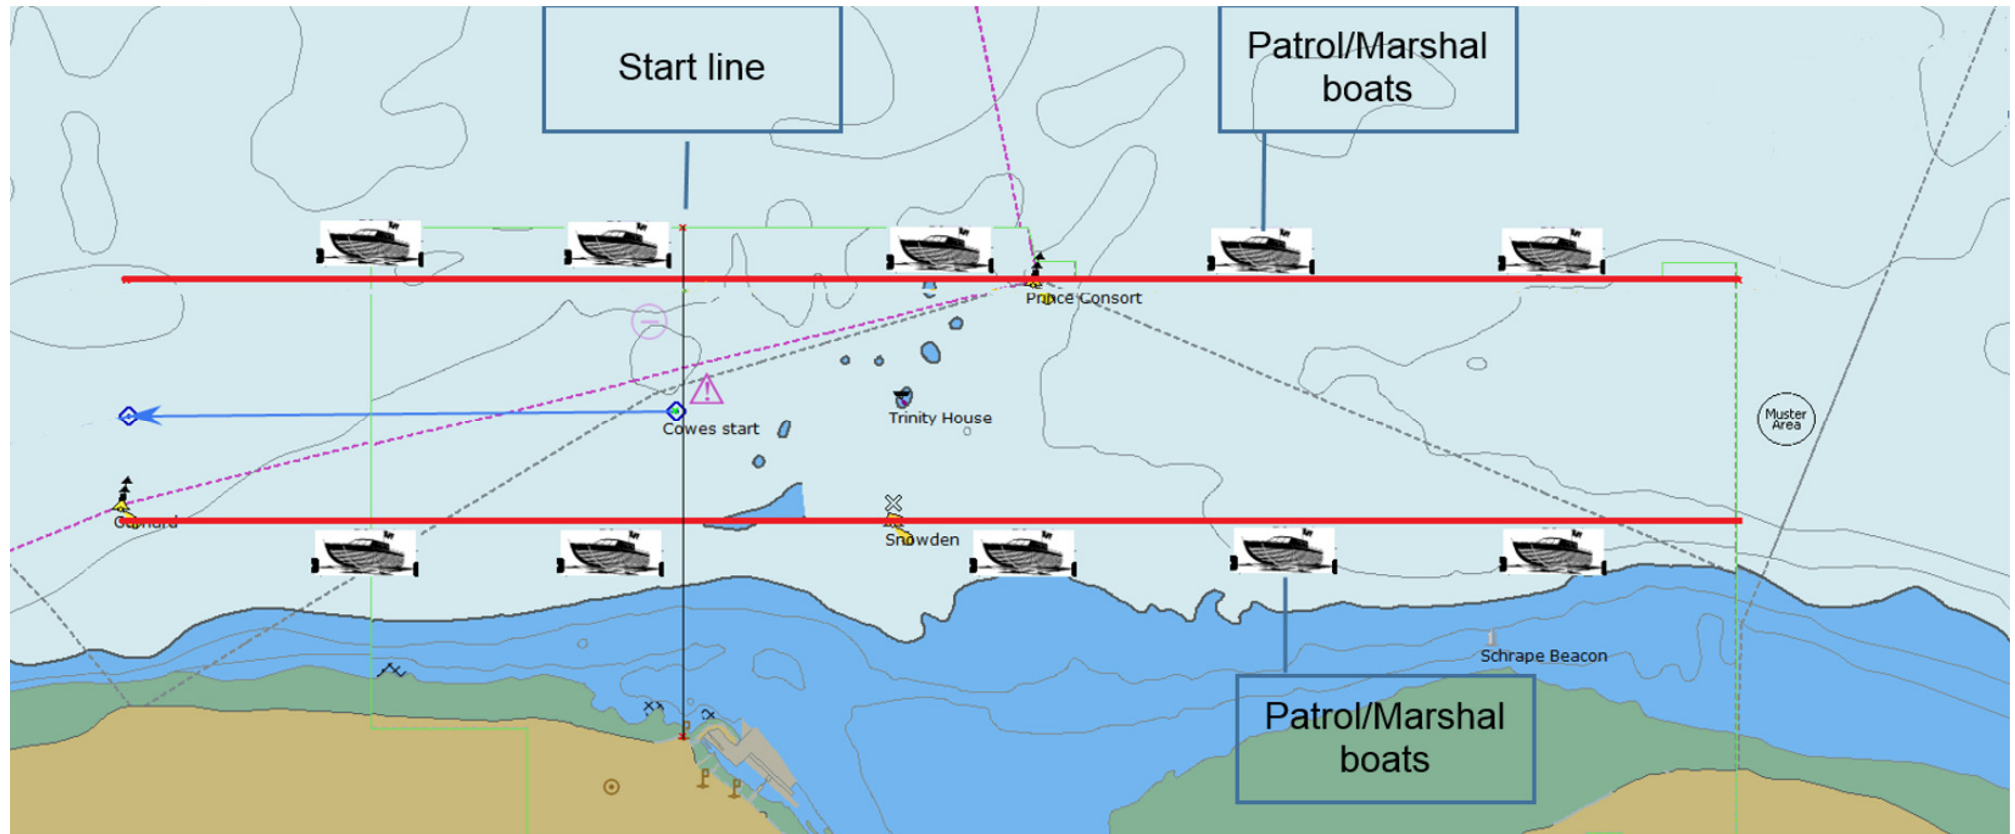 Start line
Patrol/Marshal
boats
Prince Consort
Muster
Area
Trinity House
Cowes start
Gurnard
Snowden
Schrape Beacon
Patrol/Marshal
boats